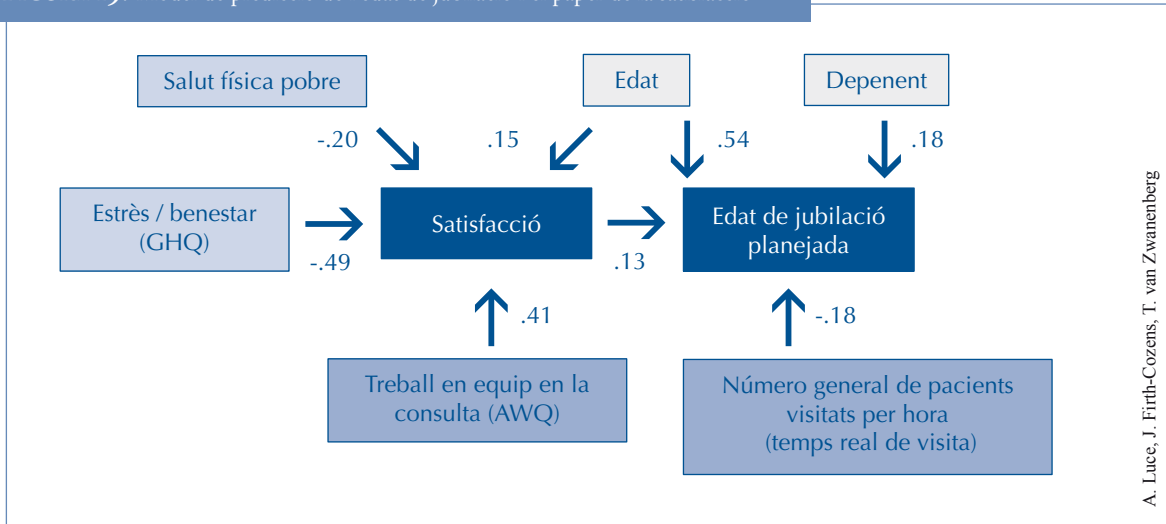 Salut física pobre
Edat
Depenent
-.20
.15
.54
.18
Estrès / benestar
(GHQ)
Satisfacció
Edat de jubilació
planejada
-.49
.13
.41
-.18
Treball en equip en la
consulta (AWQ)
Número general de pacients
visitats per hora
(temps real de visita)
A. Luce, J. Firth-Cozens, T. van Zwanenberg